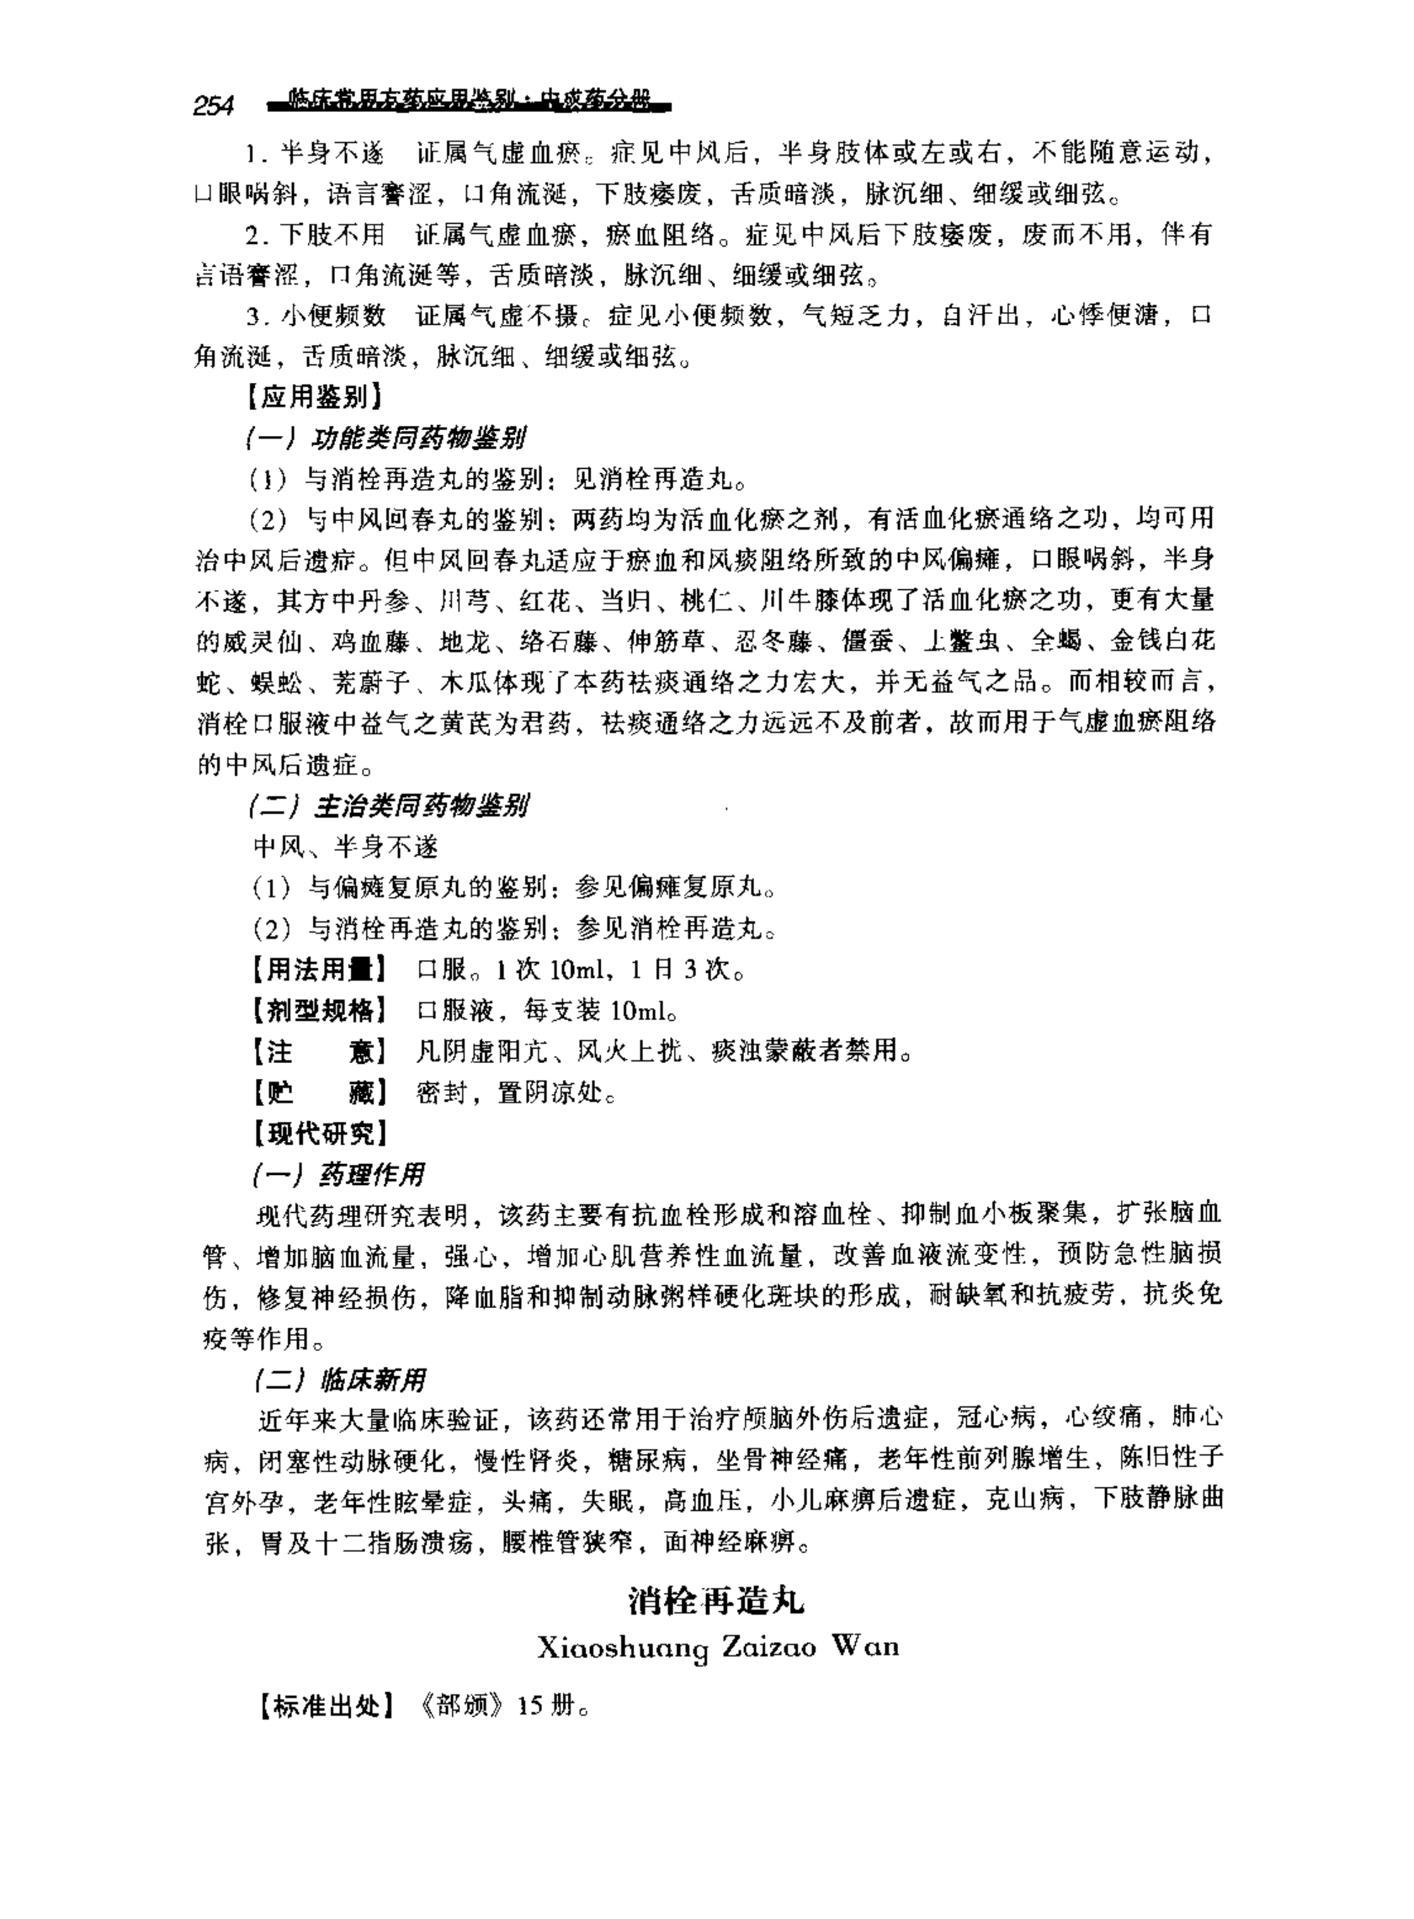 254 临床常用方药应用鉴别：中成药分册
1. 半身不遂 证属气虚血瘀。症见中风后，半身肢体或左或右，不能随意运动，
口眼㖞斜，语言謇涩，口角流涎，下肢痿废，舌质暗淡，脉沉细、细缓或细弦。
2. 下肢不用 证属气虚血瘀，瘀血阻络。症见中风后下肢痿废，废而不用，伴有
言语謇涩，口角流涎等，舌质暗淡，脉沉细、细缓或细弦。
3. 小便频数 证属气虚不摄。症见小便频数，气短乏力，自汗出，心悸便溏，口
角流涎，舌质暗淡，脉沉细、细缓或细弦。
【应用鉴别】
（一）功能类同药物鉴别
（1）与消栓再造丸的鉴别：见消栓再造丸。
（2）与中风回春丸的鉴别：两药均为活血化瘀之剂，有活血化瘀通络之功，均可用
治中风后遗症。但中风回春丸适应于瘀血和风痰阻络所致的中风偏瘫，口眼㖞斜，半身
不遂，其方中丹参、川芎、红花、当归、桃仁、川牛膝体现了活血化瘀之功，更有大量
的威灵仙、鸡血藤、地龙、络石藤、伸筋草、忍冬藤、僵蚕、土鳖虫、全蝎、金钱白花
蛇、蜈蚣、茺蔚子、木瓜体现了本药祛痰通络之力宏大，并无益气之品。而相较而言，
消栓口服液中益气之黄芪为君药，祛痰通络之力远远不及前者，故而用于气虚血瘀阻络
的中风后遗症。
（二）主治类同药物鉴别
中风、半身不遂
（1）与偏瘫复原丸的鉴别：参见偏瘫复原丸。
（2）与消栓再造丸的鉴别：参见消栓再造丸。
【用法用量】 口服。1次10ml，1日3次。
【剂型规格】 口服液，每支装10ml。
【注　　意】 凡阴虚阳亢、风火上扰、痰浊蒙蔽者禁用。
【贮　　藏】 密封，置阴凉处。
【现代研究】
（一）药理作用
现代药理研究表明，该药主要有抗血栓形成和溶血栓、抑制血小板聚集，扩张脑血
管、增加脑血流量，强心，增加心肌营养性血流量，改善血液流变性，预防急性脑损
伤，修复神经损伤，降血脂和抑制动脉粥样硬化斑块的形成，耐缺氧和抗疲劳，抗炎免
疫等作用。
（二）临床新用
近年来大量临床验证，该药还常用于治疗颅脑外伤后遗症，冠心病，心绞痛，肺心
病，闭塞性动脉硬化，慢性肾炎，糖尿病，坐骨神经痛，老年性前列腺增生，陈旧性子
宫外孕，老年性眩晕症，头痛，失眠，高血压，小儿麻痹后遗症，克山病，下肢静脉曲
张，胃及十二指肠溃疡，腰椎管狭窄，面神经麻痹。
消栓再造丸
Xiaoshuang Zaizao Wan
【标准出处】《部颁》15册。